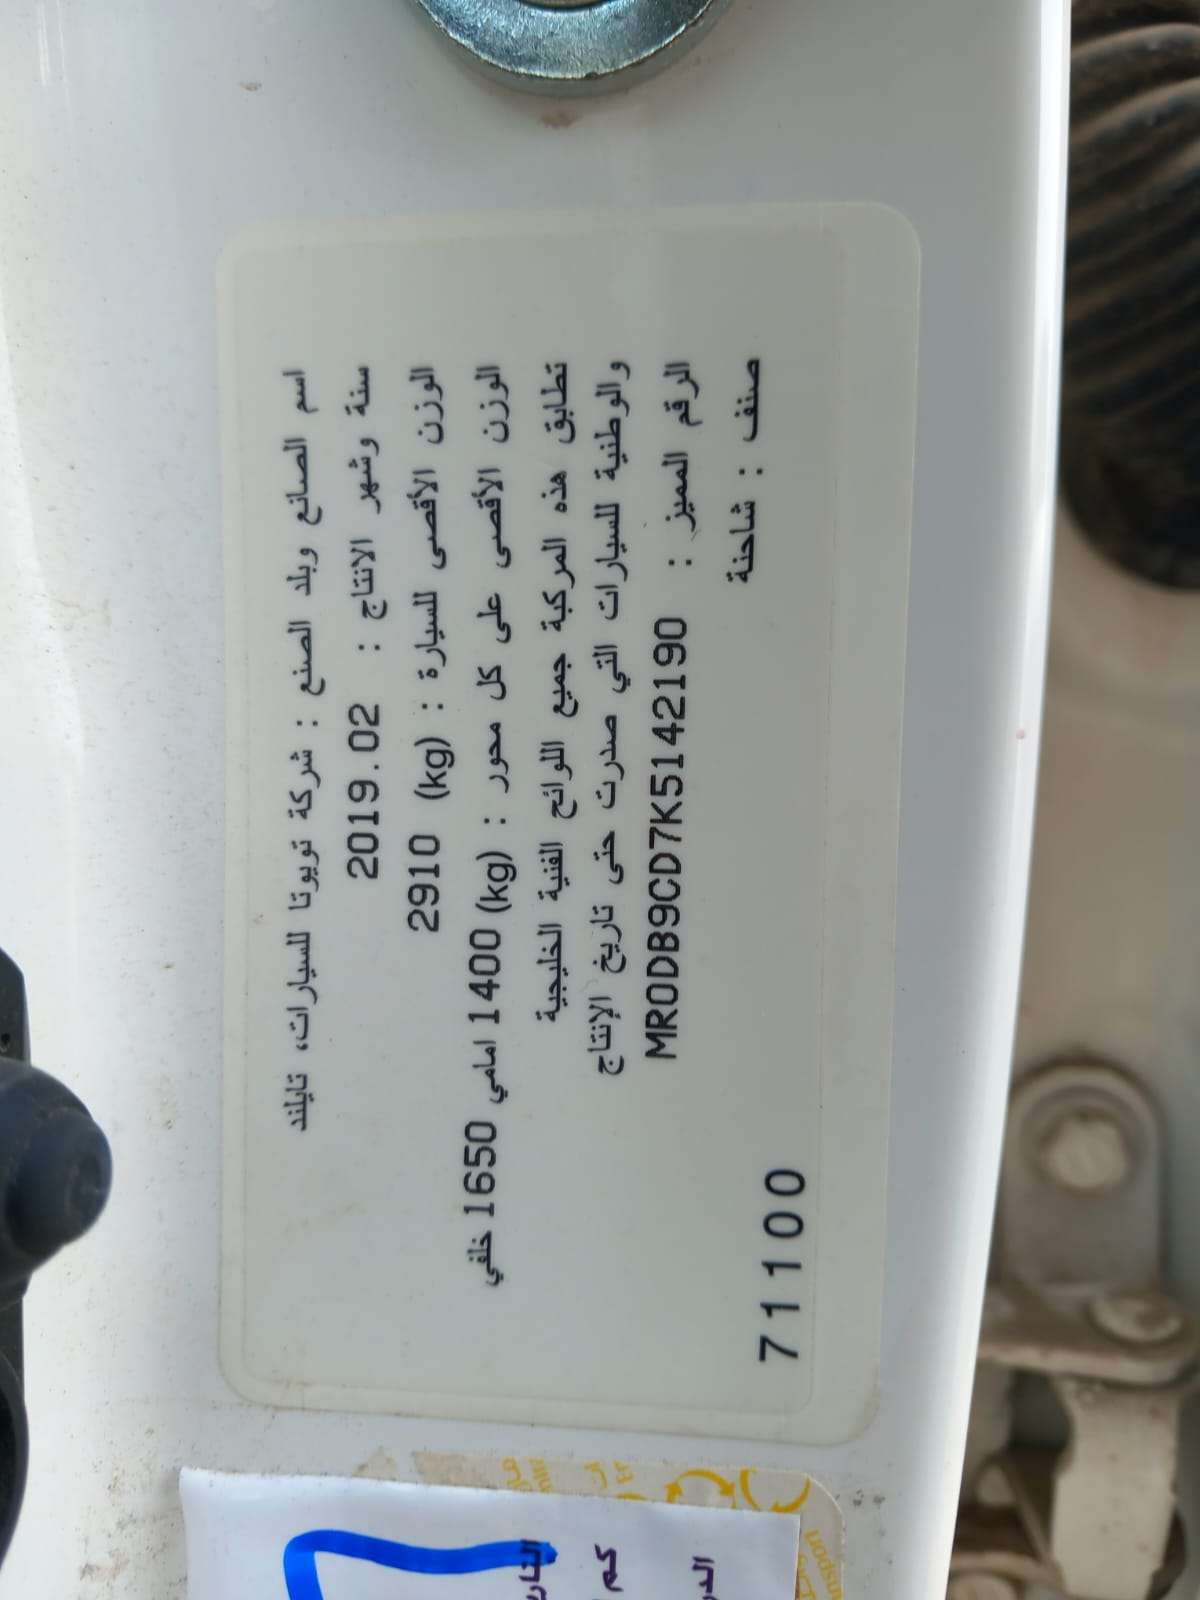 اسم الصانع وبلد الصنع : شركة تويوتا للسيارات، تايلند
سنة وشهر الانتاج : 2019.02
الوزن الأقصى للسيارة : (kg) 2910
الوزن الأقصى على كل محور : (kg) 1400 امامي 1650 خلفي
تطابق هذه المركبة جميع اللوائح الفنية الخليجية
والوطنية للسيارات التي صدرت حتى تاريخ الإنتاج
الرقم المميز : MR0DB9CD7K5142190
صنف : شاحنة
71100
كم